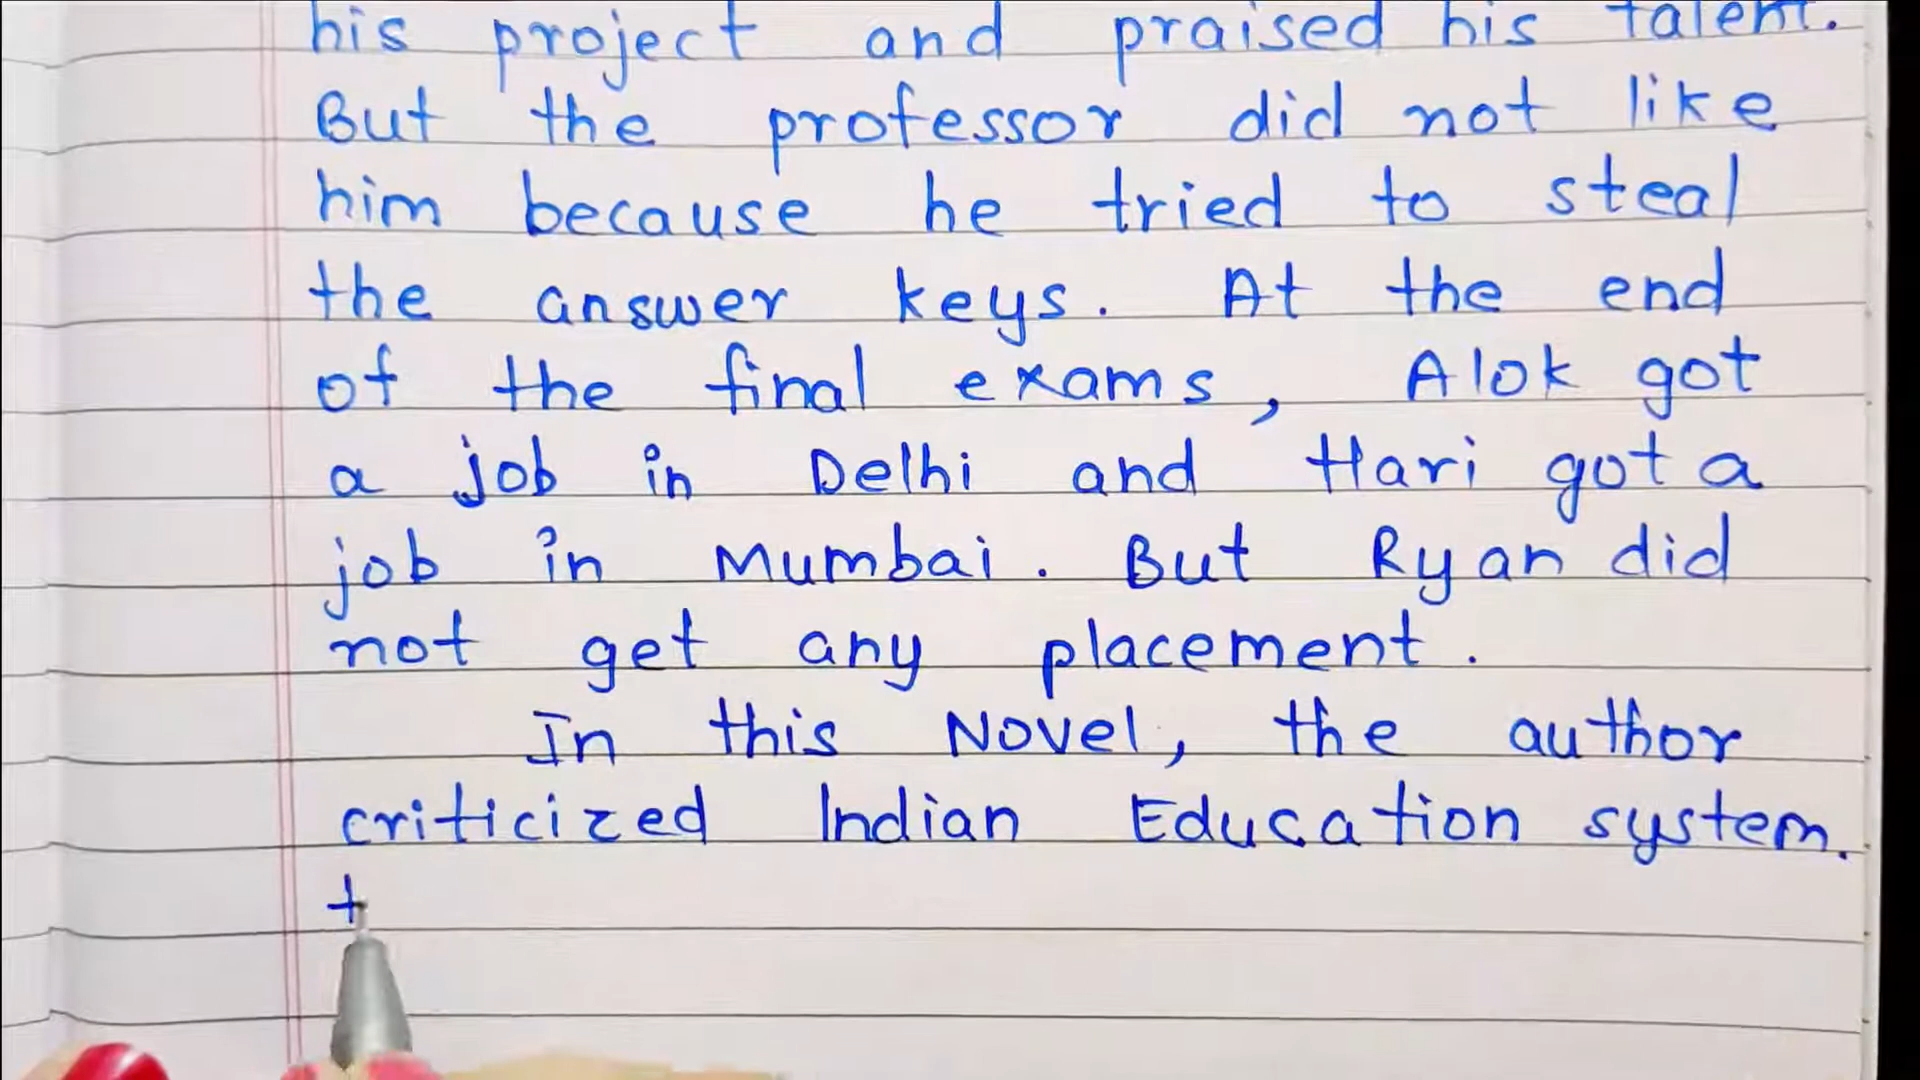 his project and praised his talent.
But the professor did not like
him because he tried to steal
the answer keys. At the end
of the final exams, Alok got
a job in Delhi and Hari got a
job in Mumbai. But Ryan did
not get any placement.
In this Novel, the author
criticized Indian Education system.
t